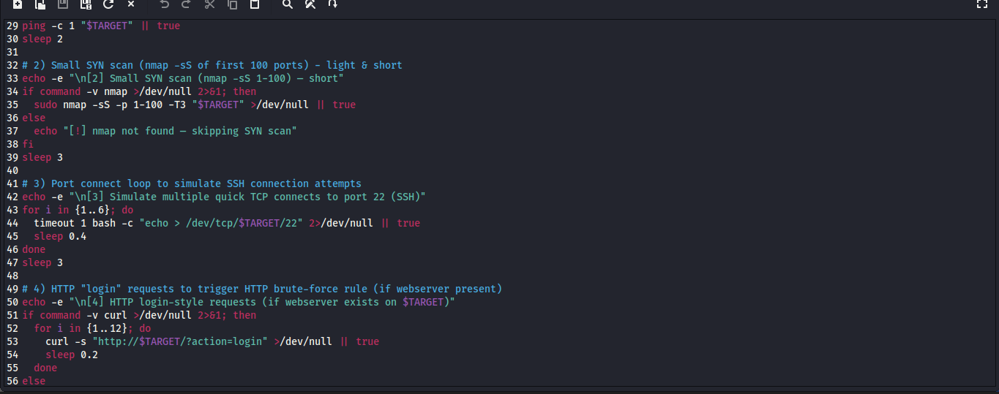 29 ping -c 1 "$TARGET" || true
30 sleep 2
31
32 # 2) Small SYN scan (nmap -sS of first 100 ports) - light & short
33 echo -e "\n[2] Small SYN scan (nmap -sS 1-100) — short"
34 if command -v nmap >/dev/null 2>&1; then
35   sudo nmap -sS -p 1-100 -T3 "$TARGET" >/dev/null || true
36 else
37   echo "[!] nmap not found — skipping SYN scan"
38 fi
39 sleep 3
40
41 # 3) Port connect loop to simulate SSH connection attempts
42 echo -e "\n[3] Simulate multiple quick TCP connects to port 22 (SSH)"
43 for i in {1..6}; do
44   timeout 1 bash -c "echo > /dev/tcp/$TARGET/22" 2>/dev/null || true
45   sleep 0.4
46 done
47 sleep 3
48
49 # 4) HTTP "login" requests to trigger HTTP brute-force rule (if webserver present)
50 echo -e "\n[4] HTTP login-style requests (if webserver exists on $TARGET)"
51 if command -v curl >/dev/null 2>&1; then
52   for i in {1..12}; do
53     curl -s "http://$TARGET/?action=login" >/dev/null || true
54     sleep 0.2
55   done
56 else